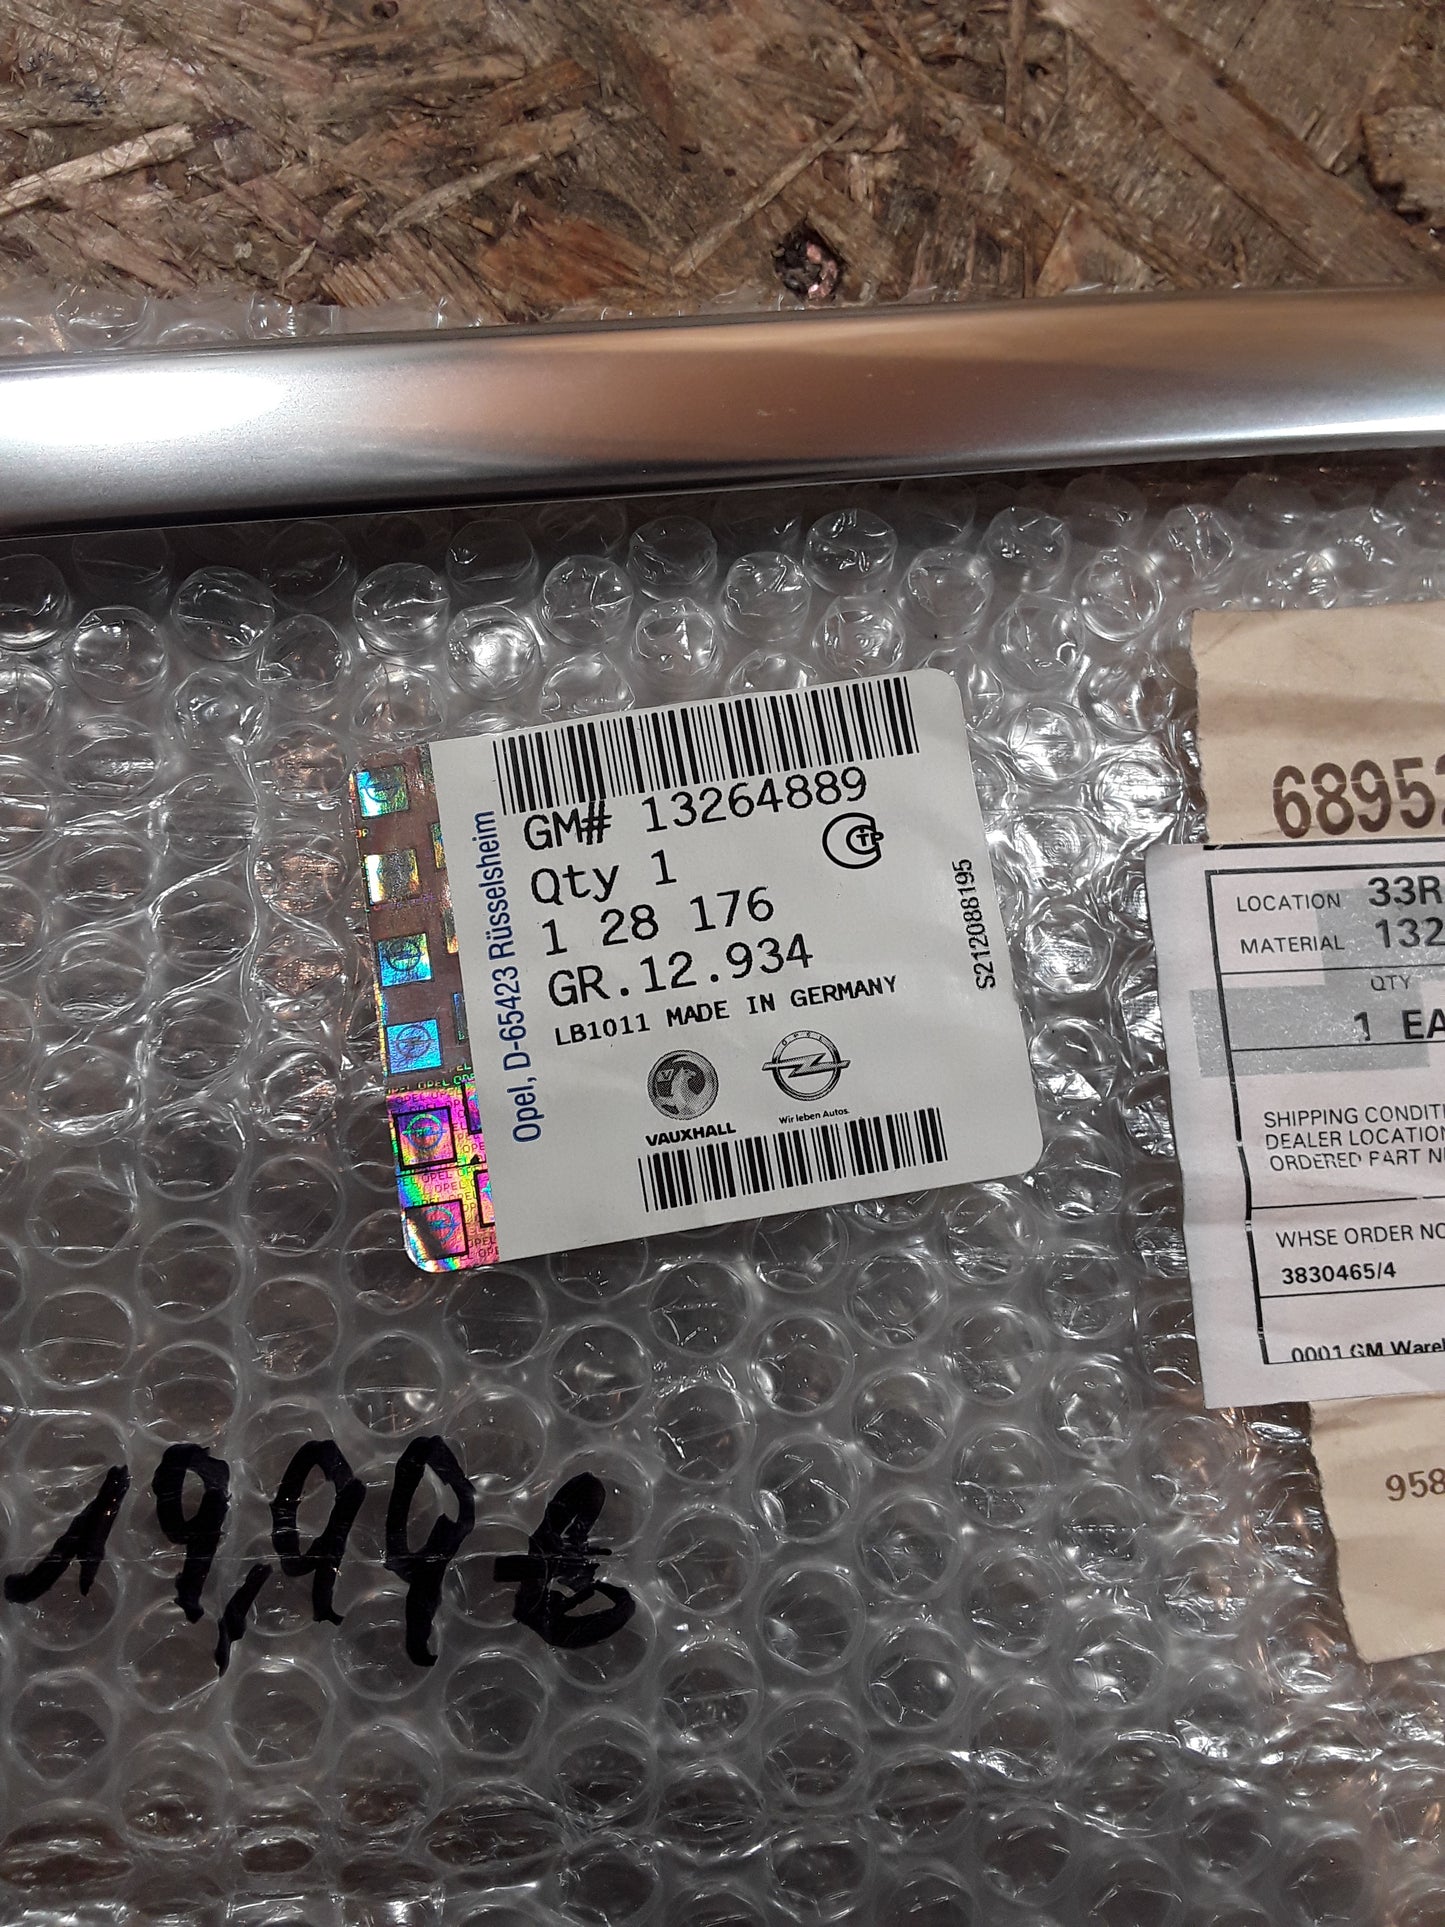 GM# 13264889
Qty 1
1 28 176
GR.12.934
LB1011 MADE IN GERMANY
Opel, D-65423 Rüsselsheim
S212088195
VAUXHALL
OPEL
Wir leben Autos.
6895
LOCATION 33R
MATERIAL 132
QTY
1 EA
SHIPPING CONDITI
DEALER LOCATION
ORDERED PART N
WHSE ORDER NO
3830465/4
0001 GM Wareh
958
19,99 €